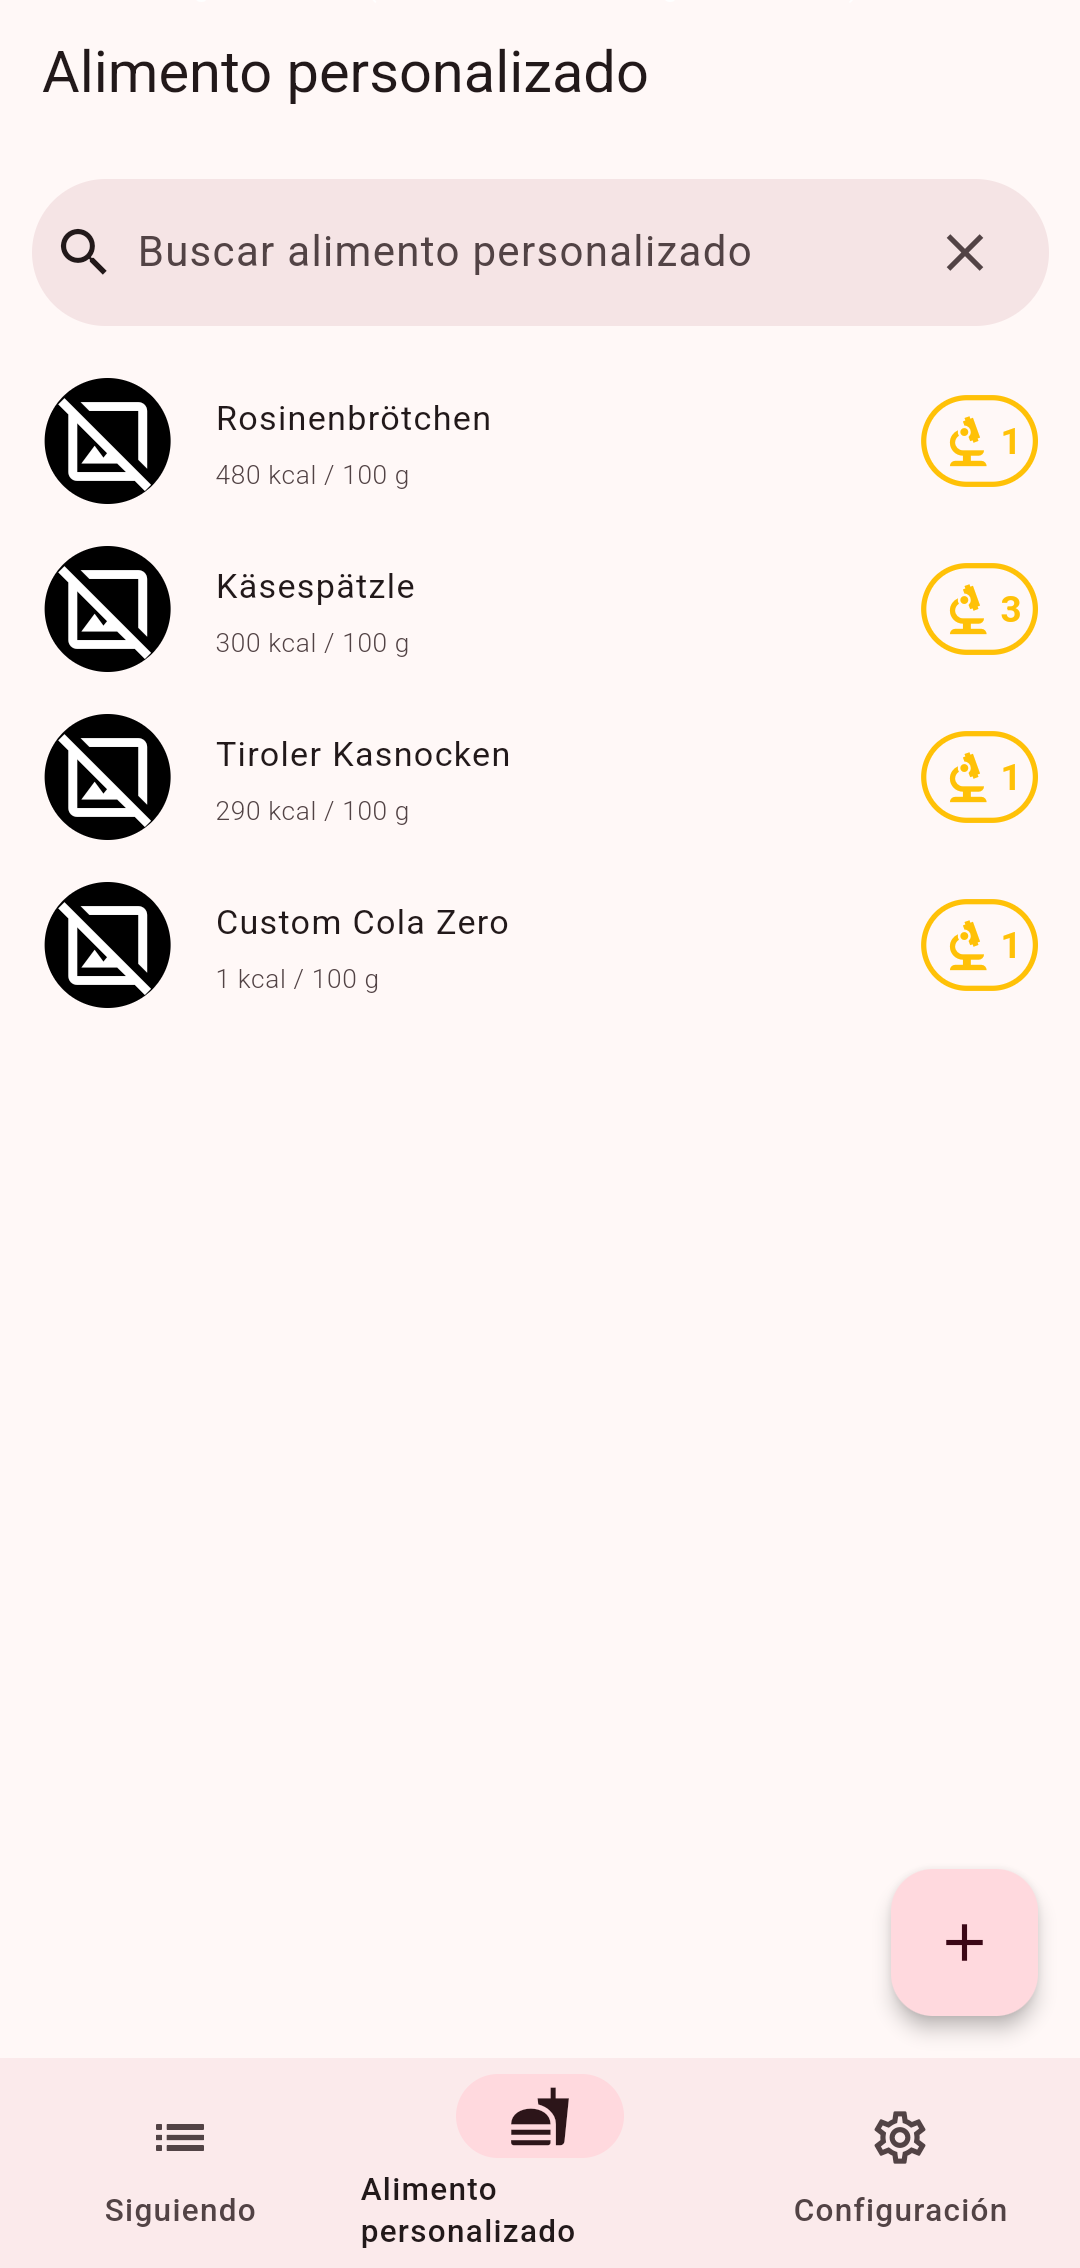 Alimento personalizado
Buscar alimento personalizado
Rosinenbrötchen
480 kcal / 100 g
1
Käsespätzle
300 kcal / 100 g
3
Tiroler Kasnocken
290 kcal / 100 g
1
Custom Cola Zero
1 kcal / 100 g
1
Siguiendo
Alimento
personalizado
Configuración